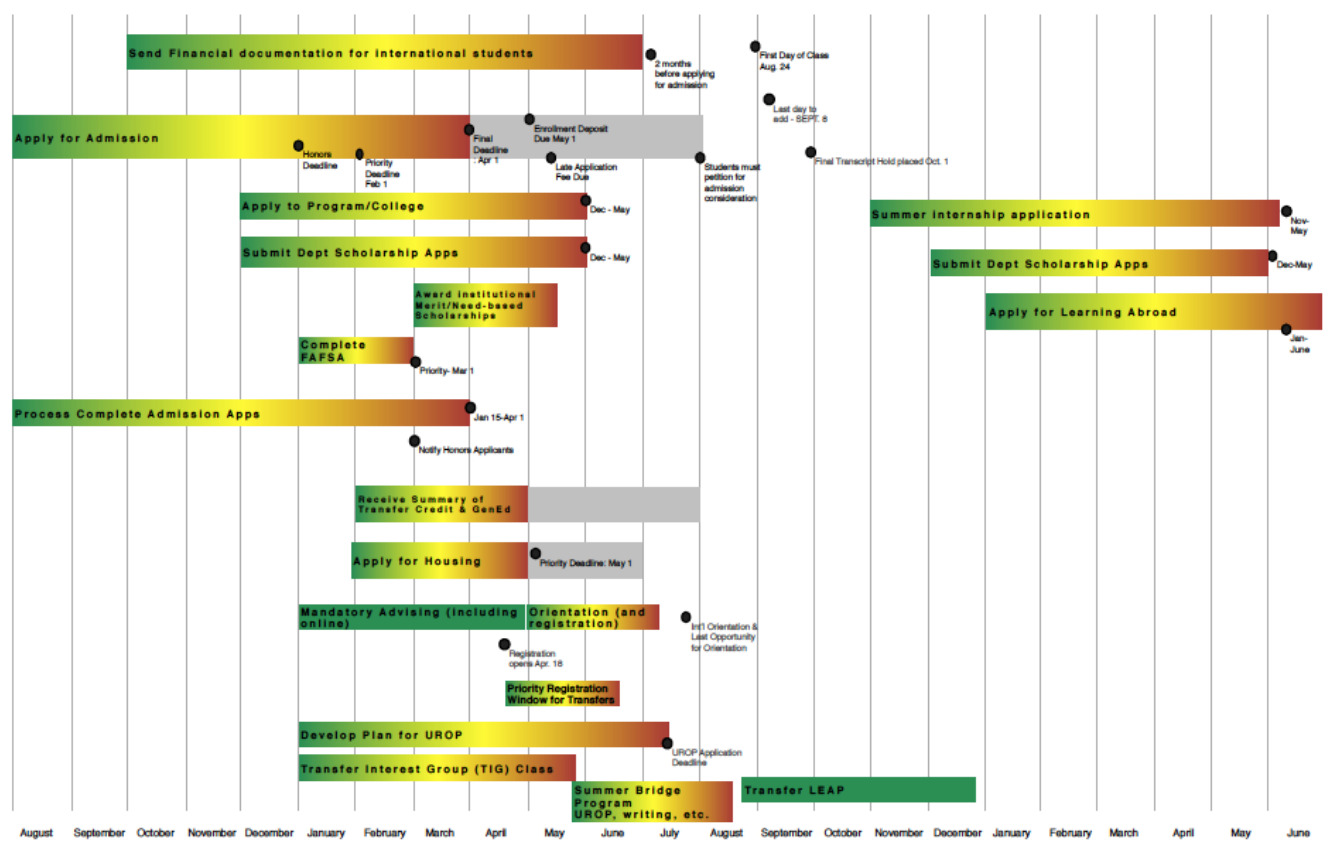 Send Financial documentation for international students
2 months
before applying
for admission
First Day of Class
Aug. 24
Last day to
add - SEPT. 8
Apply for Admission
Honors
Deadline
Priority
Deadline
Feb 1
Final
Deadline
: Apr 1
Enrollment Deposit
Due May 1
Late Application
Fee Due
Students must
petition for
admission
consideration
Final Transcript Hold placed Oct. 1
Apply to Program/College
Dec - May
Summer internship application
Nov-
May
Submit Dept Scholarship Apps
Dec - May
Submit Dept Scholarship Apps
Dec-May
Award Institutional
Merit/Need-based
Scholarships
Apply for Learning Abroad
Jan-
June
Complete
FAFSA
Priority- Mar 1
Process Complete Admission Apps
Jan 15-Apr 1
Notify Honors Applicants
Receive Summary of
Transfer Credit & GenEd
Apply for Housing
Priority Deadline: May 1
Mandatory Advising (including
online)
Orientation (and
registration)
Int'l Orientation &
Last Opportunity
for Orientation
Registration
opens Apr. 18
Priority Registration
Window for Transfers
Develop Plan for UROP
UROP Application
Deadline
Transfer Interest Group (TIG) Class
Summer Bridge
Program
UROP, writing, etc.
Transfer LEAP
August September October November December January February March April May June July August September October November December January February March April May June